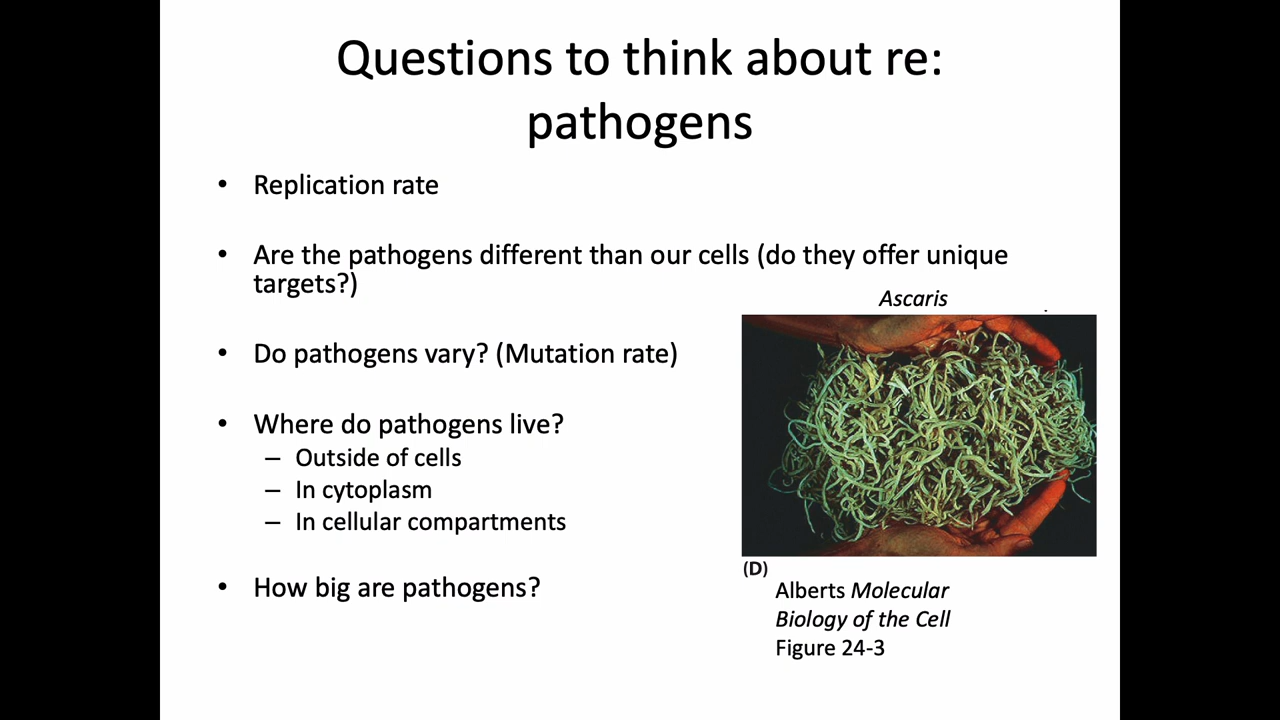 Questions to think about re:
pathogens
• Replication rate
• Are the pathogens different than our cells (do they offer unique
targets?)
• Do pathogens vary? (Mutation rate)
• Where do pathogens live?
– Outside of cells
– In cytoplasm
– In cellular compartments
• How big are pathogens?
Ascaris
(D)
Alberts Molecular
Biology of the Cell
Figure 24-3